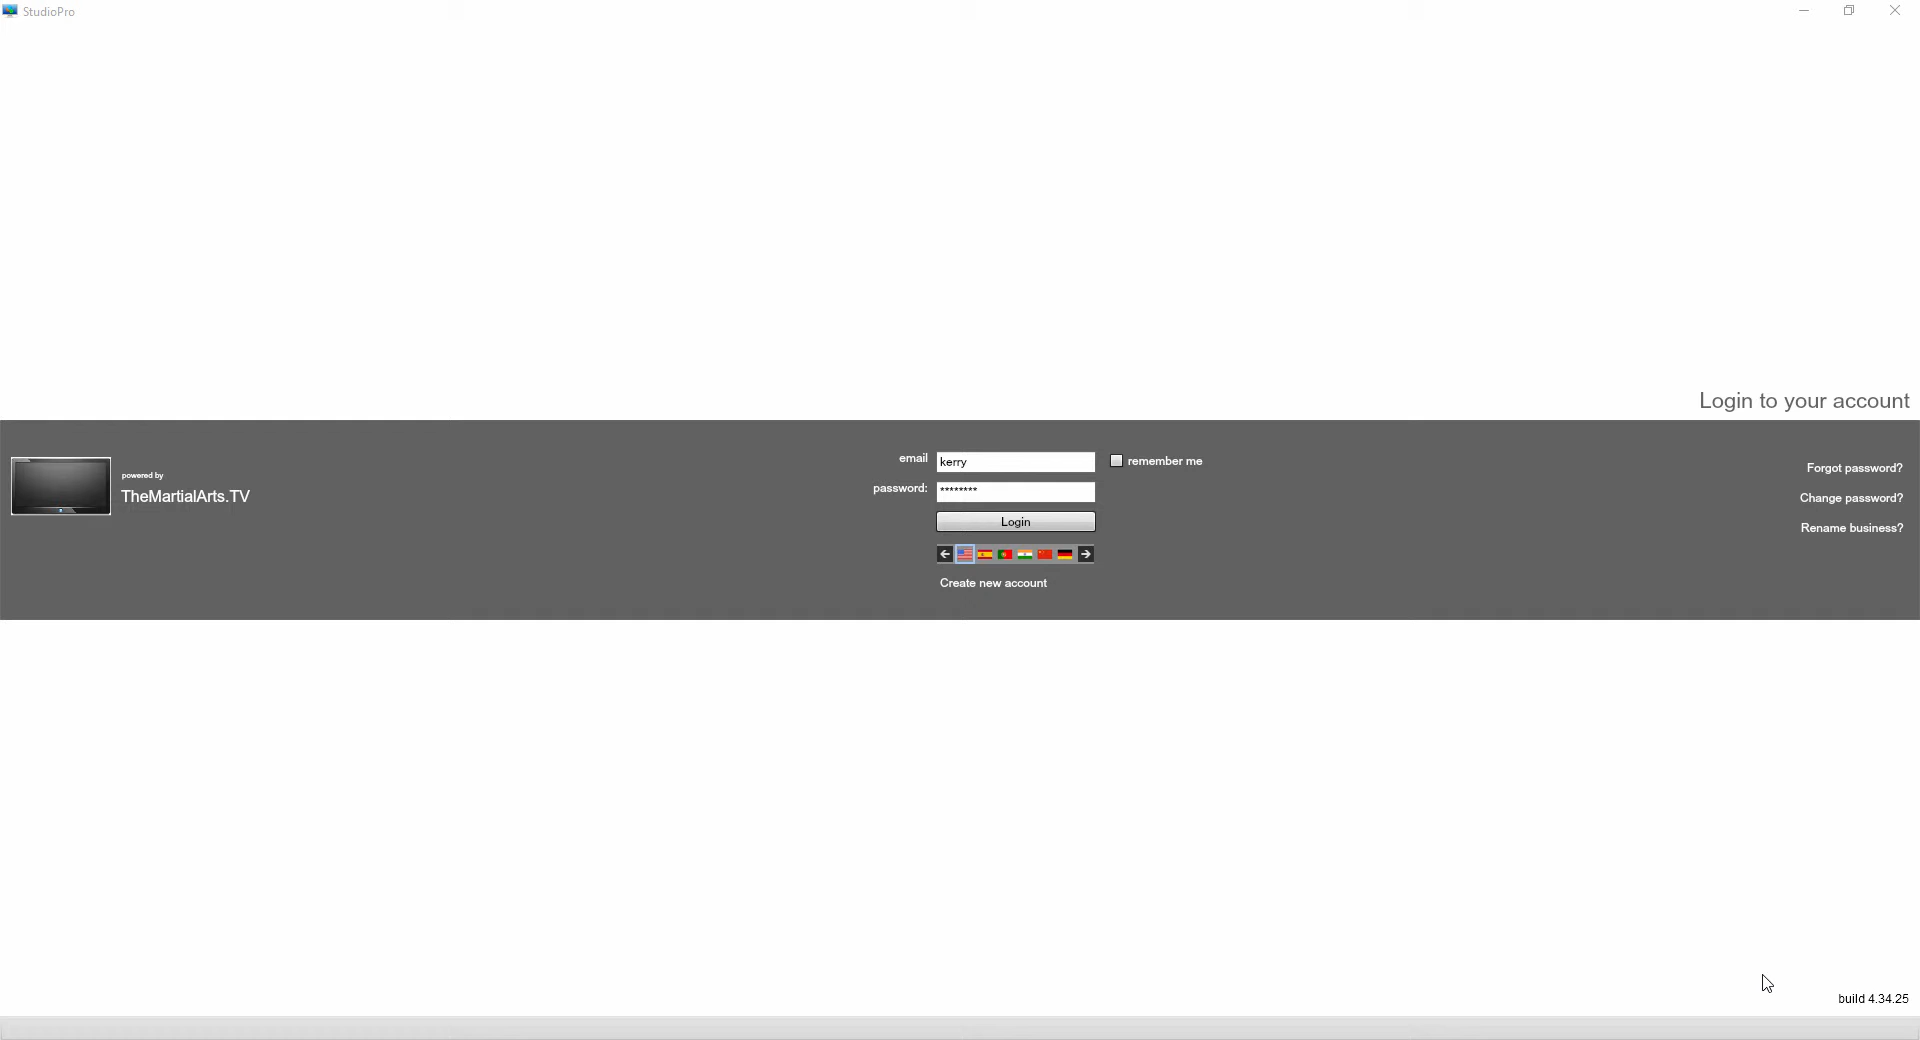 StudioPro
Login to your account
email
kerry
remember me
powered by
TheMartialArts.TV
password:
********
Login
Create new account
Forgot password?
Change password?
Rename business?
build 4.34.25